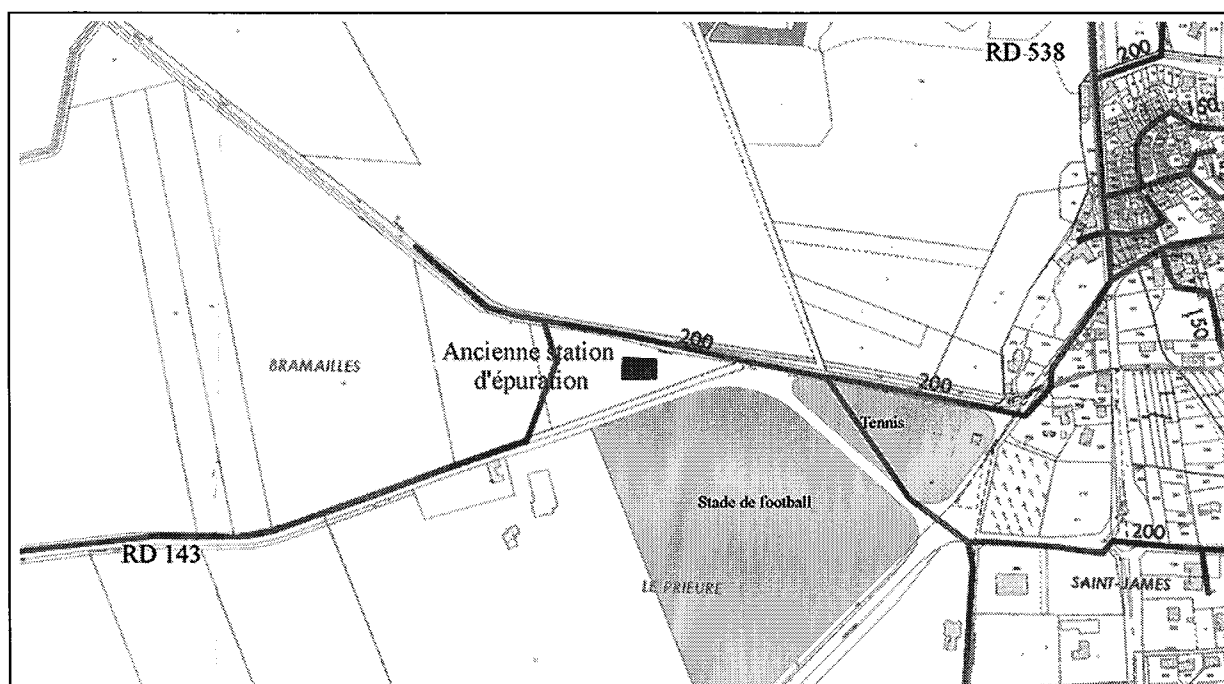 RD 538
200
150
BRAMAILLES
Ancienne station
d'épuration
200
200
150
Tennis
Stade de football
RD 143
200
LE PRIEURE
SAINT-JAMES